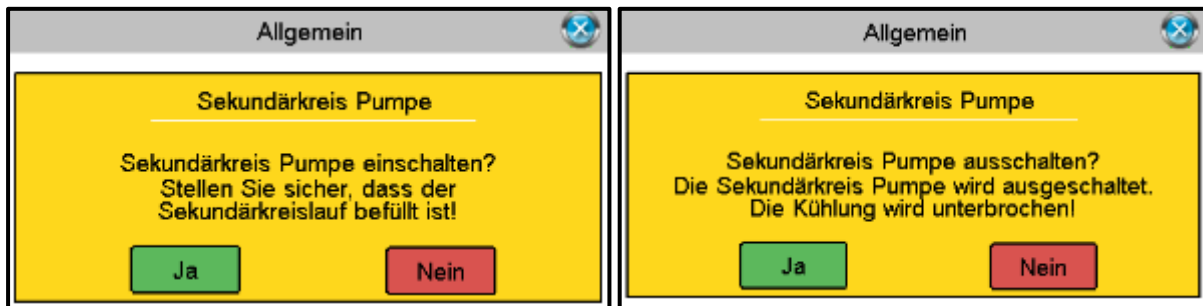 Allgemein
Sekundärkreis Pumpe
Sekundärkreis Pumpe einschalten?
Stellen Sie sicher, dass der
Sekundärkreislauf befüllt ist!
Ja
Nein
Allgemein
Sekundärkreis Pumpe
Sekundärkreis Pumpe ausschalten?
Die Sekundärkreis Pumpe wird ausgeschaltet.
Die Kühlung wird unterbrochen!
Ja
Nein